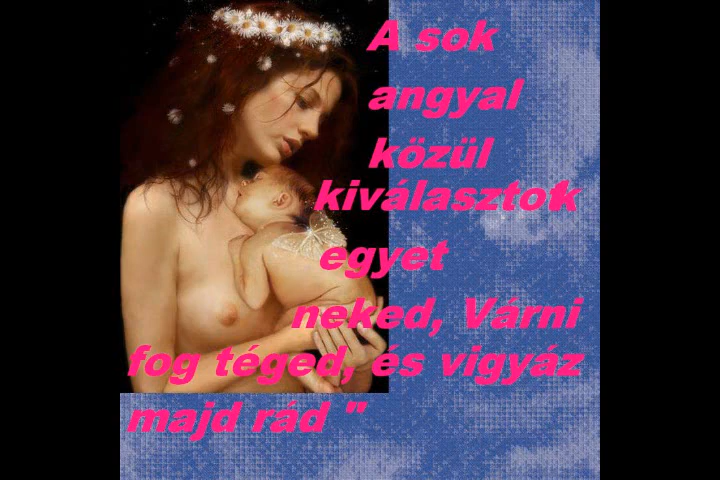 A sok
angyal
közül
kiválasztok
egyet
neked, Várni
fog téged, és vigyáz
majd rád "